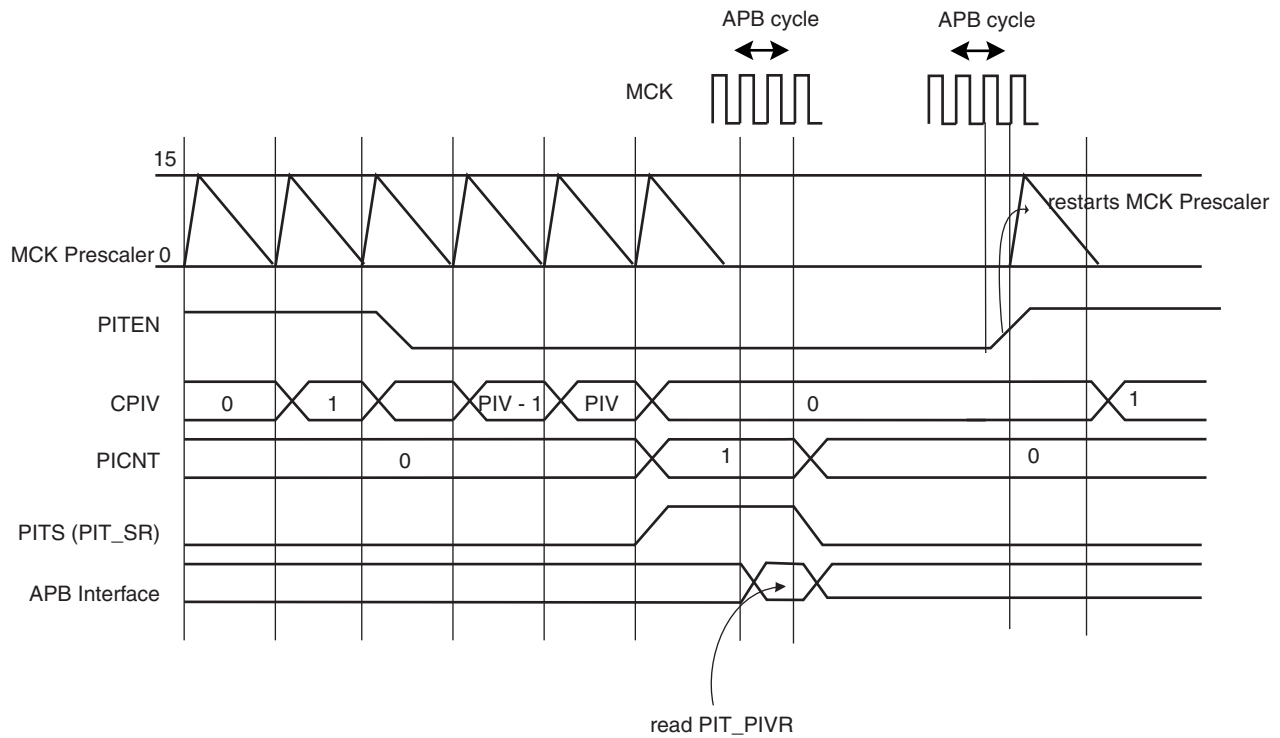 APB cycle
APB cycle
MCK
15
restarts MCK Prescaler
MCK Prescaler 0
PITEN
CPIV
0
1
PIV - 1
PIV
0
1
PICNT
0
1
0
PITS (PIT_SR)
APB Interface
read PIT_PIVR